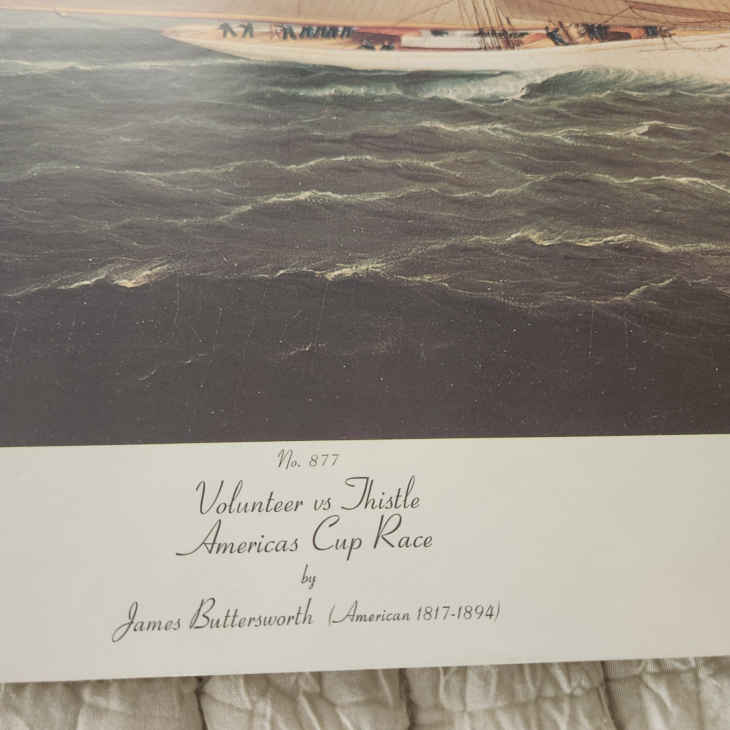 No. 877
Volunteer vs Thistle
Americas Cup Race
by
James Buttersworth (American 1817-1894)